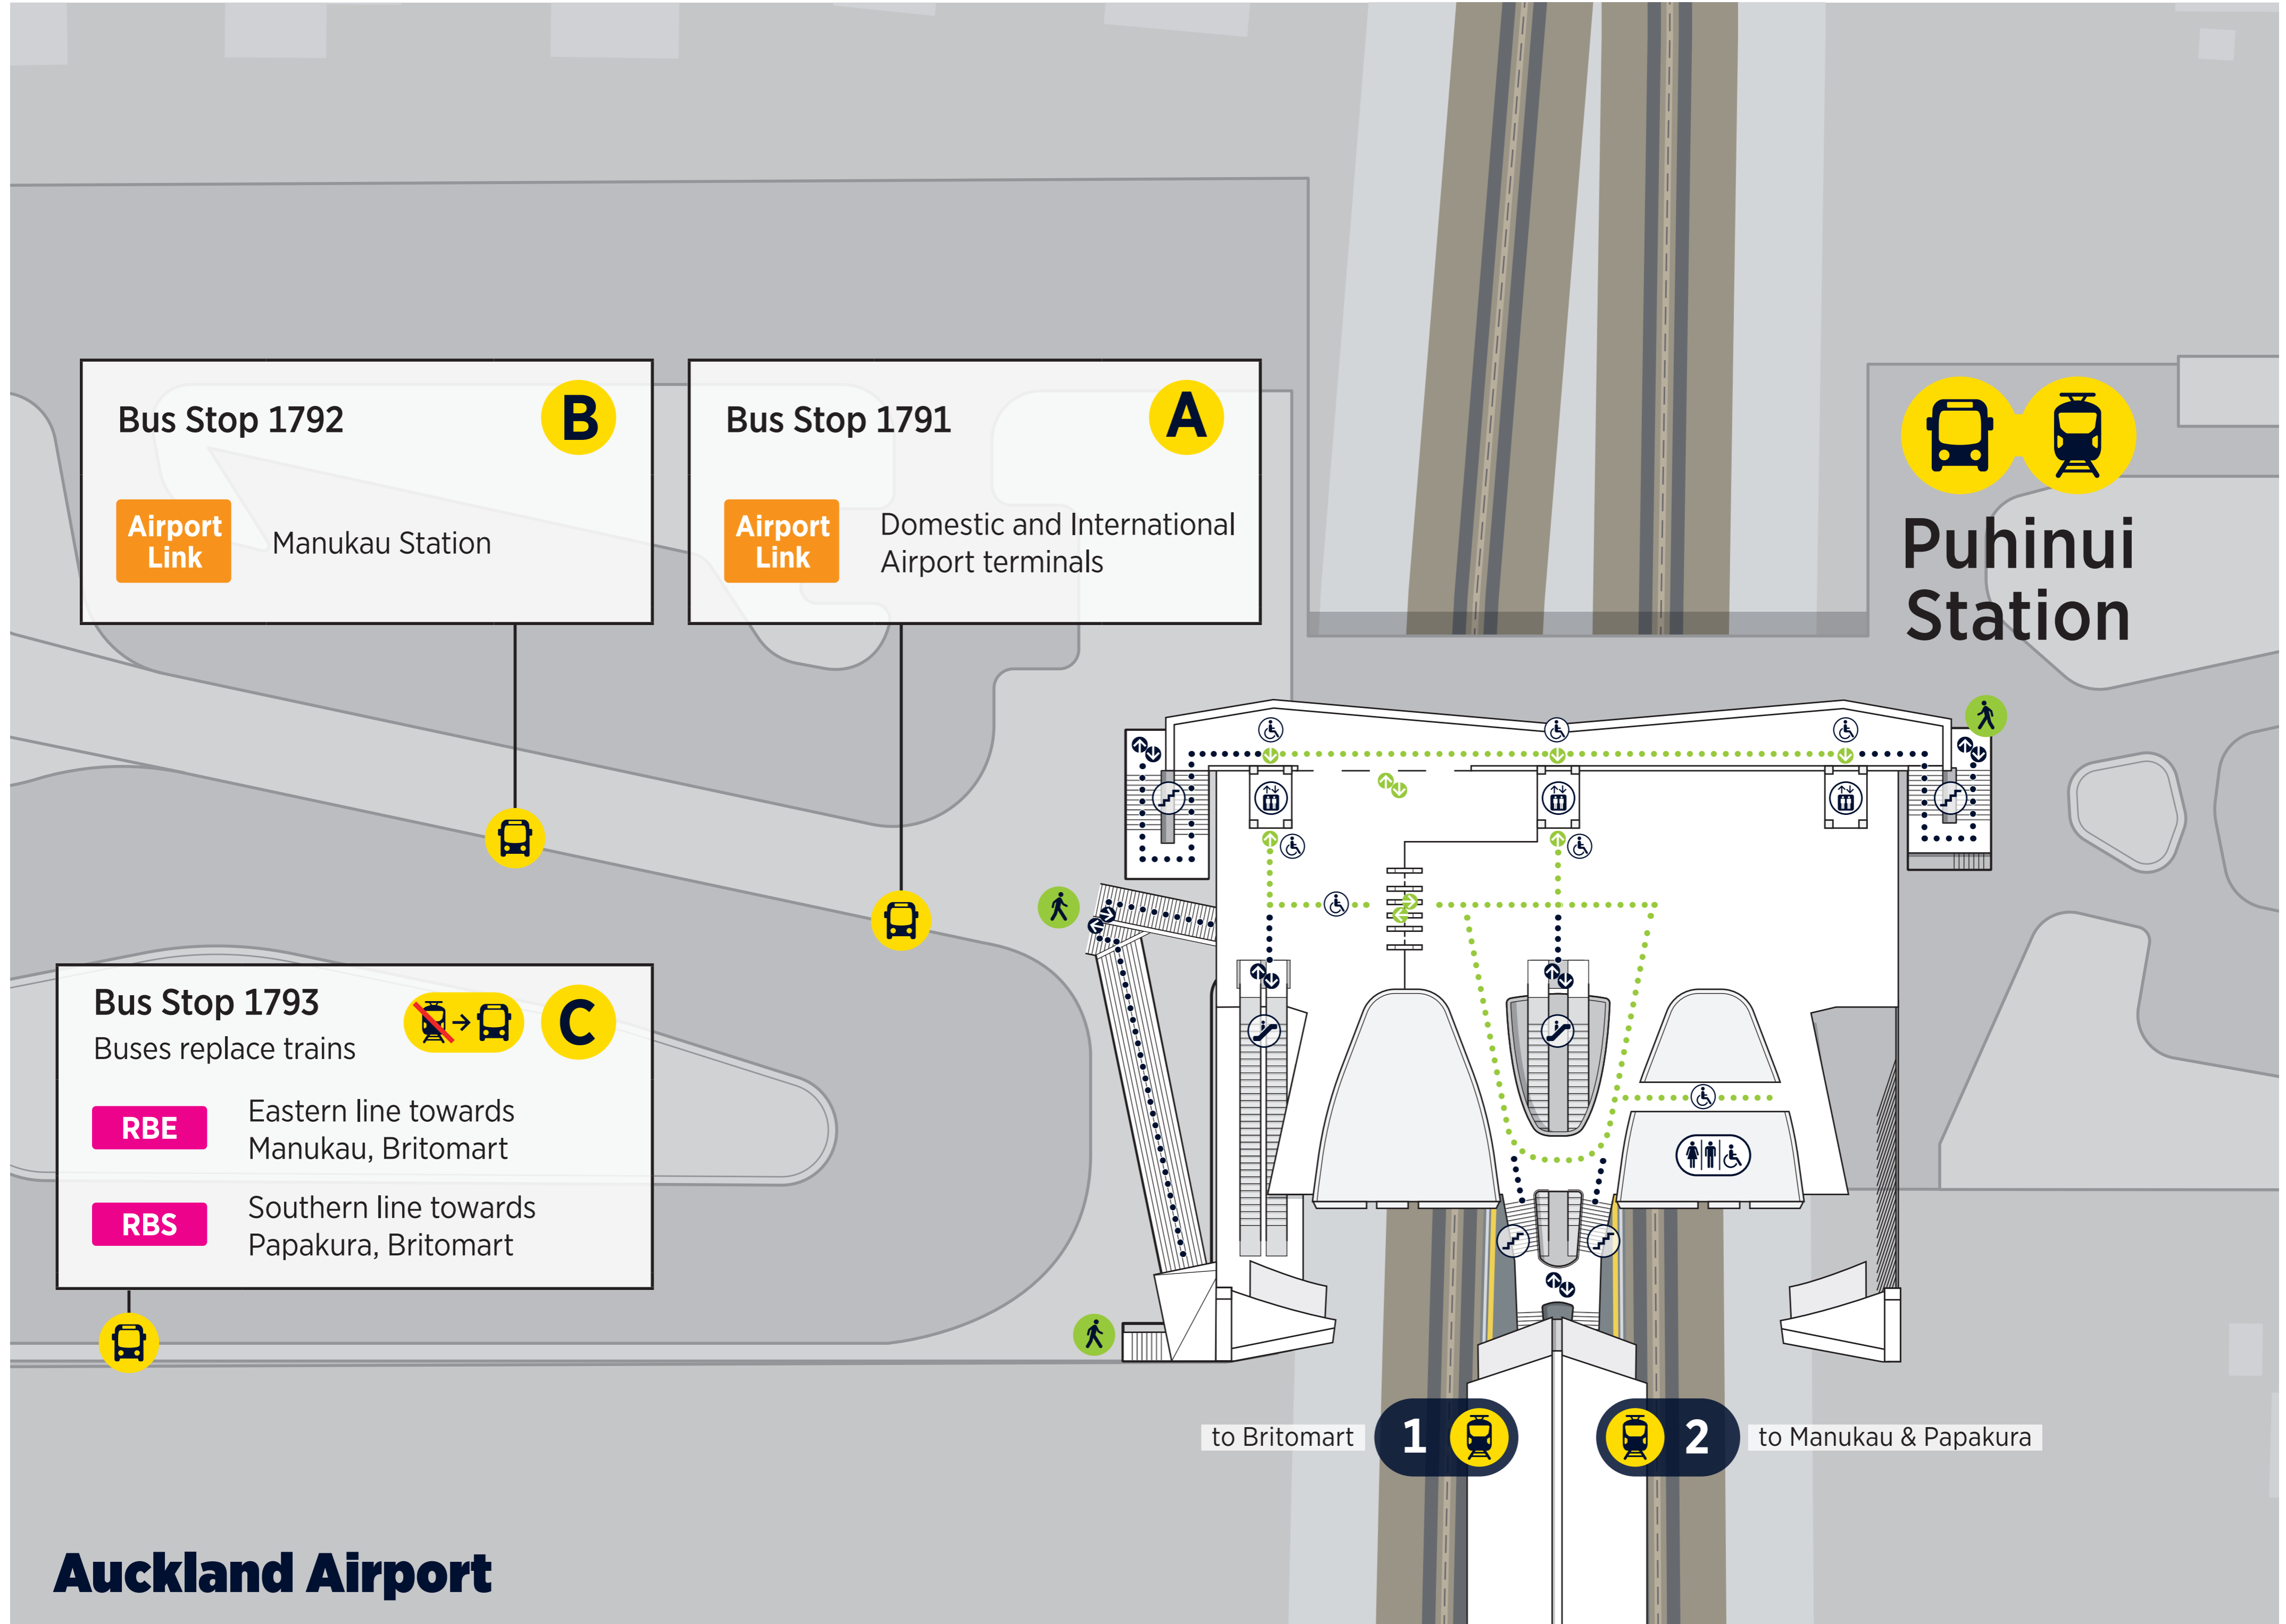 Bus Stop 1792
B
Airport
Link
Manukau Station
Bus Stop 1791
A
Airport
Link
Domestic and International
Airport terminals
Puhinui
Station
Bus Stop 1793
C
Buses replace trains
RBE
Eastern line towards
Manukau, Britomart
RBS
Southern line towards
Papakura, Britomart
to Britomart
1
2
to Manukau & Papakura
Auckland Airport